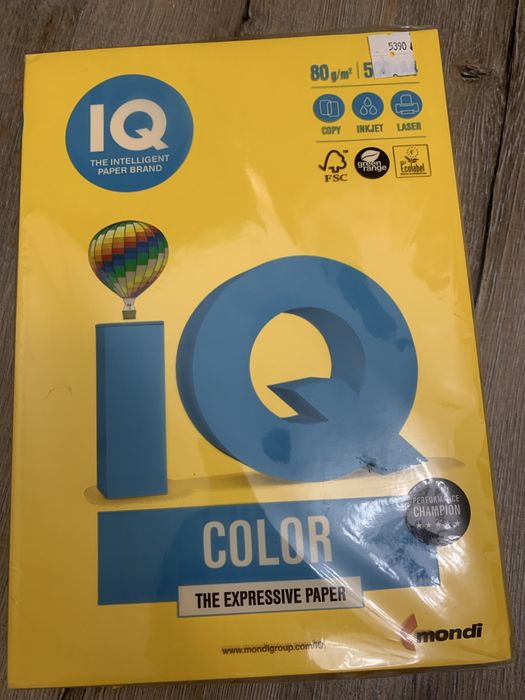 5390
80 g/m² | 5
IQ
THE INTELLIGENT
PAPER BRAND
COPY INKJET LASER
FSC
green
range
Ecolabel
IQ
PERFORMANCE
CHAMPION
COLOR
THE EXPRESSIVE PAPER
mondi
www.mondigroup.com/IQ